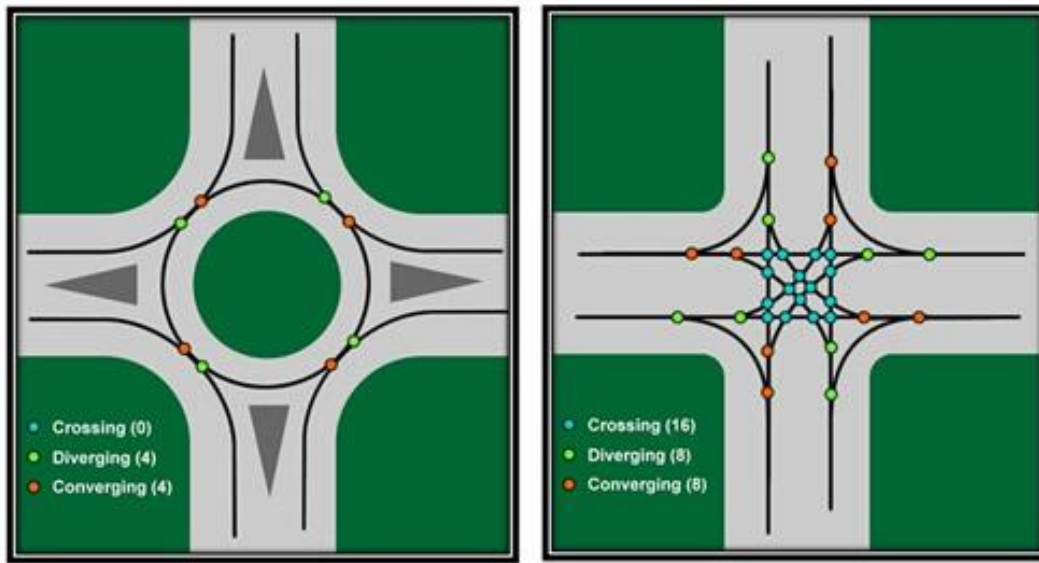 Crossing (0)
Diverging (4)
Converging (4)
Crossing (16)
Diverging (8)
Converging (8)